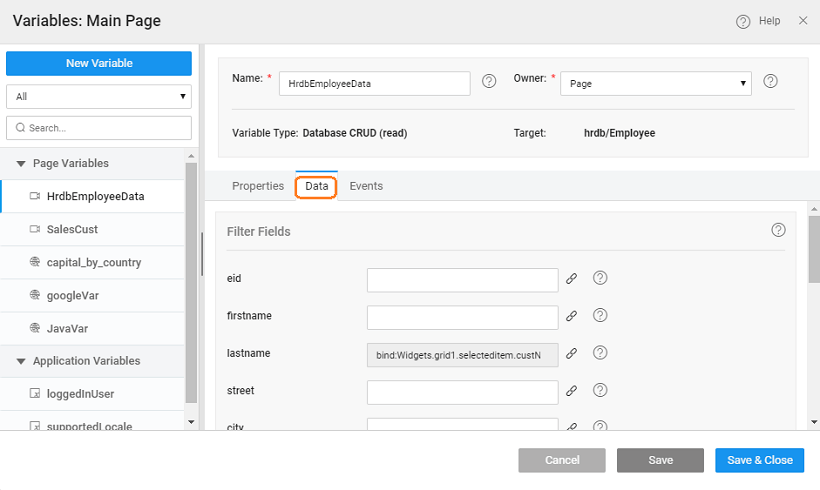 Variables: Main Page
Help
New Variable
All
Search...
Page Variables
HrdbEmployeeData
SalesCust
capital_by_country
googleVar
JavaVar
Application Variables
loggedInUser
supportedLocale
Name: *
HrdbEmployeeData
Owner: *
Page
Variable Type: Database CRUD (read)
Target: hrdb/Employee
Properties
Data
Events
Filter Fields
eid
firstname
lastname
bind:Widgets.grid1.selecteditem.custN
street
city
Cancel
Save
Save & Close